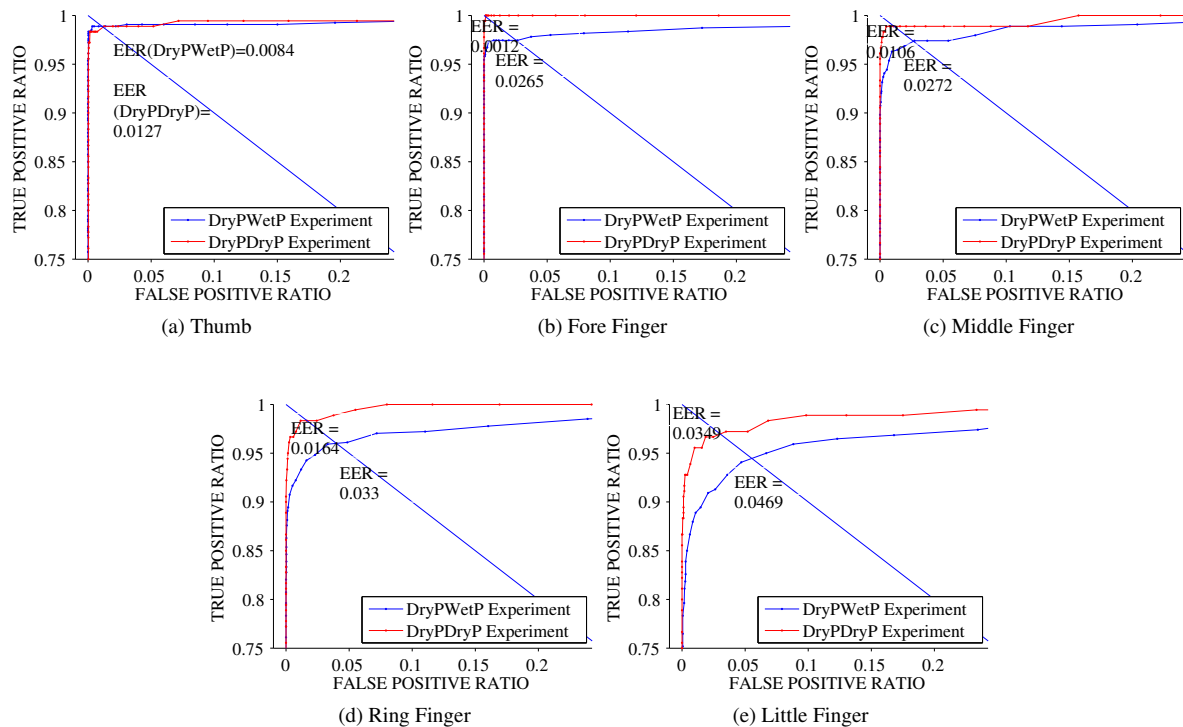 1
0.95
0.9
0.85
0.8
0.75
TRUE POSITIVE RATIO
EER(DryPWetP)=0.0084
EER
(DryPDryP)=
0.0127
DryPWetP Experiment
DryPDryP Experiment
0 0.05 0.1 0.15 0.2
FALSE POSITIVE RATIO
(a) Thumb
1
0.95
0.9
0.85
0.8
0.75
TRUE POSITIVE RATIO
EER =
0.0012
EER =
0.0265
DryPWetP Experiment
DryPDryP Experiment
0 0.05 0.1 0.15 0.2
FALSE POSITIVE RATIO
(b) Fore Finger
1
0.95
0.9
0.85
0.8
0.75
TRUE POSITIVE RATIO
EER =
0.0106
EER =
0.0272
DryPWetP Experiment
DryPDryP Experiment
0 0.05 0.1 0.15 0.2
FALSE POSITIVE RATIO
(c) Middle Finger
1
0.95
0.9
0.85
0.8
0.75
TRUE POSITIVE RATIO
EER =
0.0164
EER =
0.033
DryPWetP Experiment
DryPDryP Experiment
0 0.05 0.1 0.15 0.2
FALSE POSITIVE RATIO
(d) Ring Finger
1
0.95
0.9
0.85
0.8
0.75
TRUE POSITIVE RATIO
EER =
0.0349
EER =
0.0469
DryPWetP Experiment
DryPDryP Experiment
0 0.05 0.1 0.15 0.2
FALSE POSITIVE RATIO
(e) Little Finger